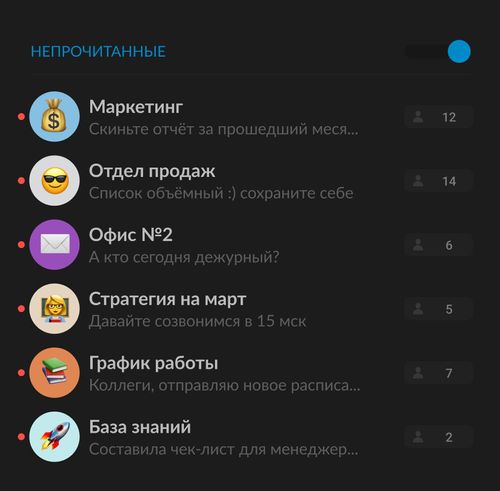 НЕПРОЧИТАННЫЕ
Маркетинг
12
Скиньте отчёт за прошедший меся...
Отдел продаж
14
Список объёмный :) сохраните себе
Офис №2
6
А кто сегодня дежурный?
Стратегия на март
5
Давайте созвонимся в 15 мск
График работы
7
Коллеги, отправляю новое расписа...
База знаний
2
Составила чек-лист для менеджер...